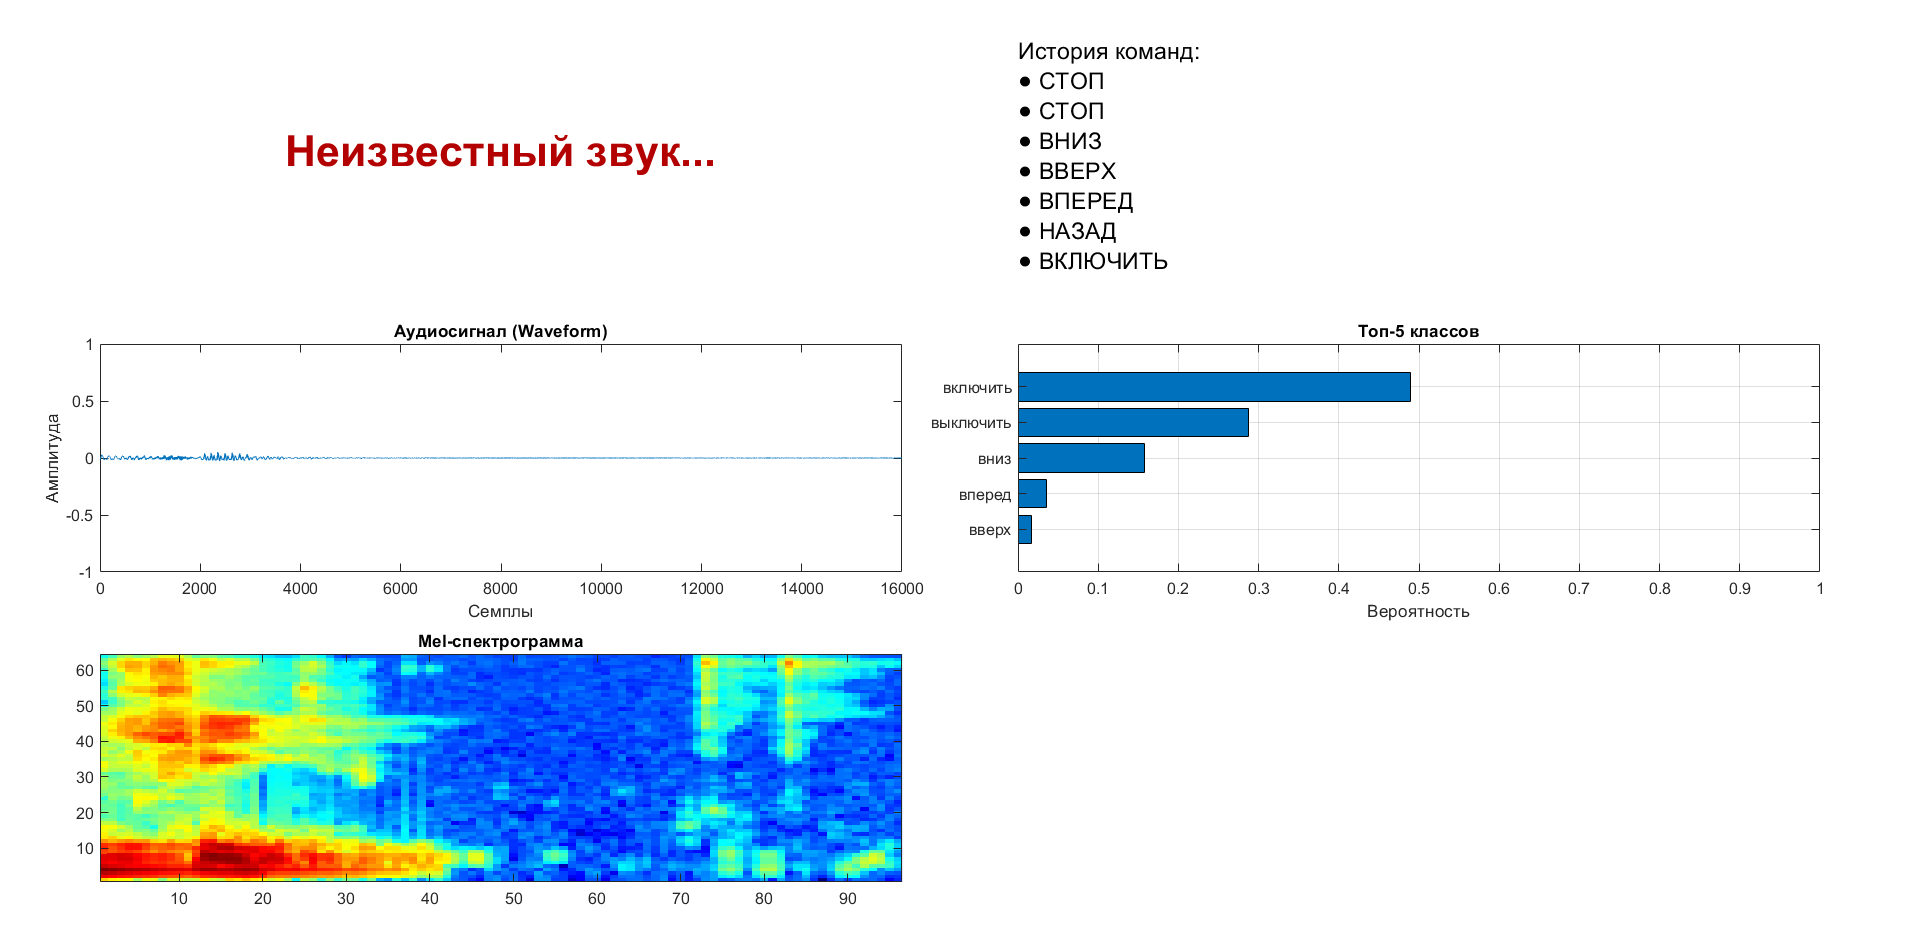 Неизвестный звук...
История команд:
● СТОП
● СТОП
● ВНИЗ
● ВВЕРХ
● ВПЕРЕД
● НАЗАД
● ВКЛЮЧИТЬ
Аудиосигнал (Waveform)
Амплитуда
1
0.5
0
-0.5
-1
0 2000 4000 6000 8000 10000 12000 14000 16000
Семплы
Топ-5 классов
включить
выключить
вниз
вперед
вверх
0 0.1 0.2 0.3 0.4 0.5 0.6 0.7 0.8 0.9 1
Вероятность
Mel-спектрограмма
60
50
40
30
20
10
10 20 30 40 50 60 70 80 90